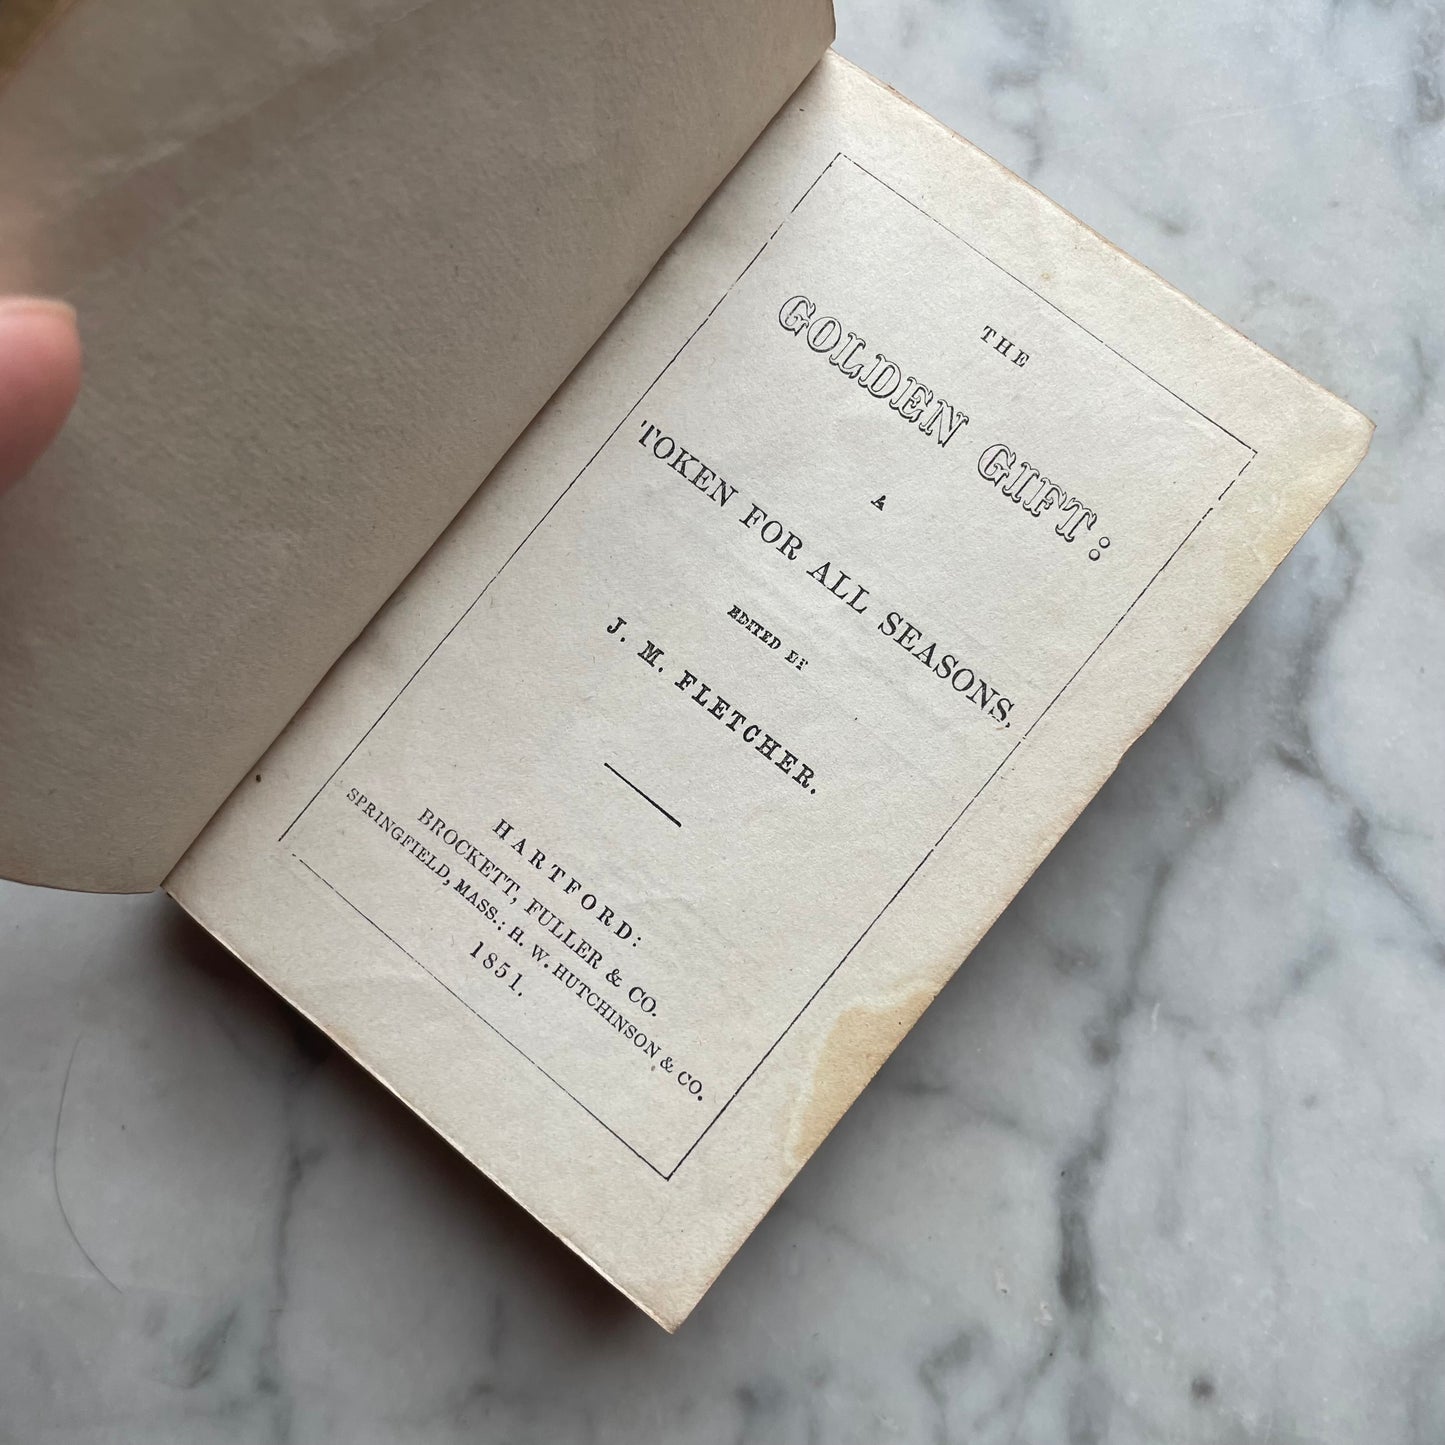 THE
GOLDEN GIFT:
A
TOKEN FOR ALL SEASONS,
EDITED BY
J. M. FLETCHER.
HARTFORD:
BROCKETT, FULLER & CO.
SPRINGFIELD, MASS.: H. W. HUTCHINSON & CO.
1851.